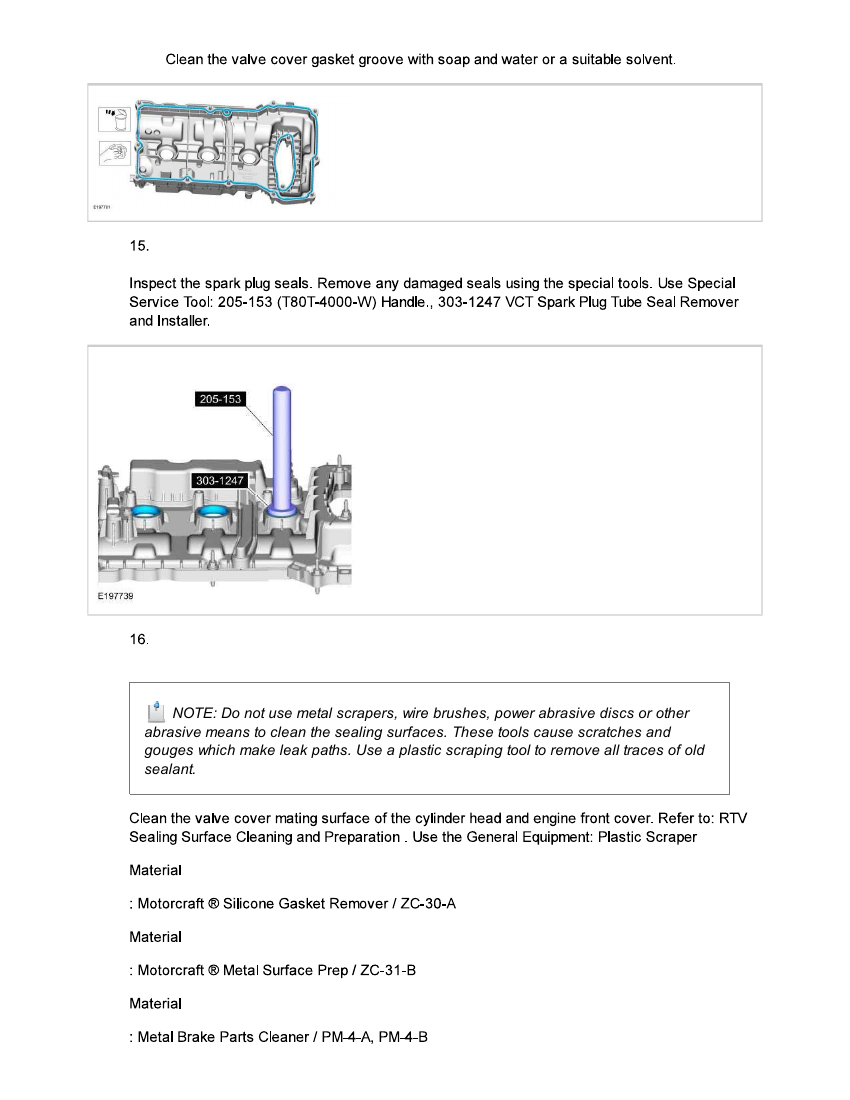 Clean the valve cover gasket groove with soap and water or a suitable solvent.
E197761
15.
Inspect the spark plug seals. Remove any damaged seals using the special tools. Use Special
Service Tool: 205-153 (T80T-4000-W) Handle., 303-1247 VCT Spark Plug Tube Seal Remover
and Installer.
205-153
303-1247
E197739
16.
NOTE: Do not use metal scrapers, wire brushes, power abrasive discs or other
abrasive means to clean the sealing surfaces. These tools cause scratches and
gouges which make leak paths. Use a plastic scraping tool to remove all traces of old
sealant.
Clean the valve cover mating surface of the cylinder head and engine front cover. Refer to: RTV
Sealing Surface Cleaning and Preparation . Use the General Equipment: Plastic Scraper
Material
: Motorcraft ® Silicone Gasket Remover / ZC-30-A
Material
: Motorcraft ® Metal Surface Prep / ZC-31-B
Material
: Metal Brake Parts Cleaner / PM-4-A, PM-4-B